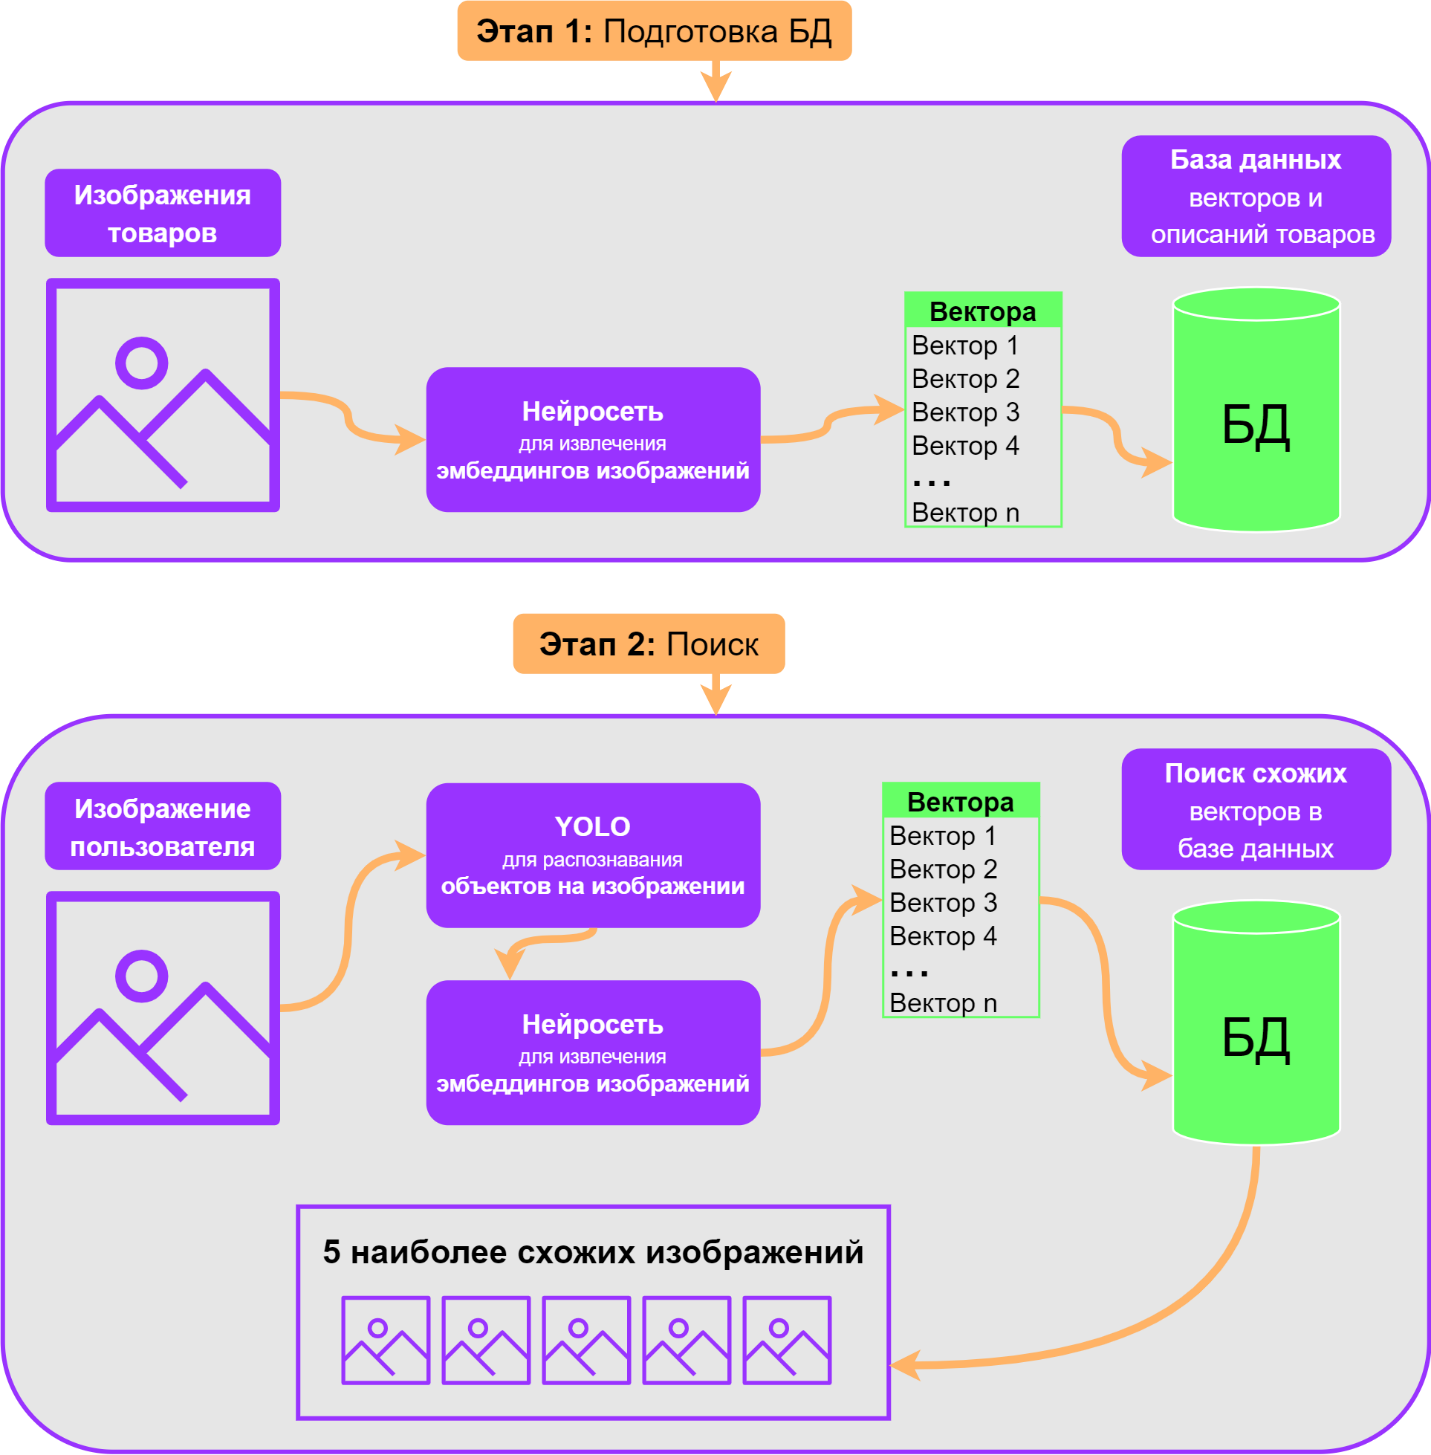 Этап 1: Подготовка БД
Изображения
товаров
База данных
векторов и
описаний товаров
Нейросеть
для извлечения
эмбеддингов изображений
Вектора
Вектор 1
Вектор 2
Вектор 3
Вектор 4
...
Вектор n
БД
Этап 2: Поиск
Изображение
пользователя
YOLO
для распознавания
объектов на изображении
Нейросеть
для извлечения
эмбеддингов изображений
Вектора
Вектор 1
Вектор 2
Вектор 3
Вектор 4
...
Вектор n
Поиск схожих
векторов в
базе данных
БД
5 наиболее схожих изображений